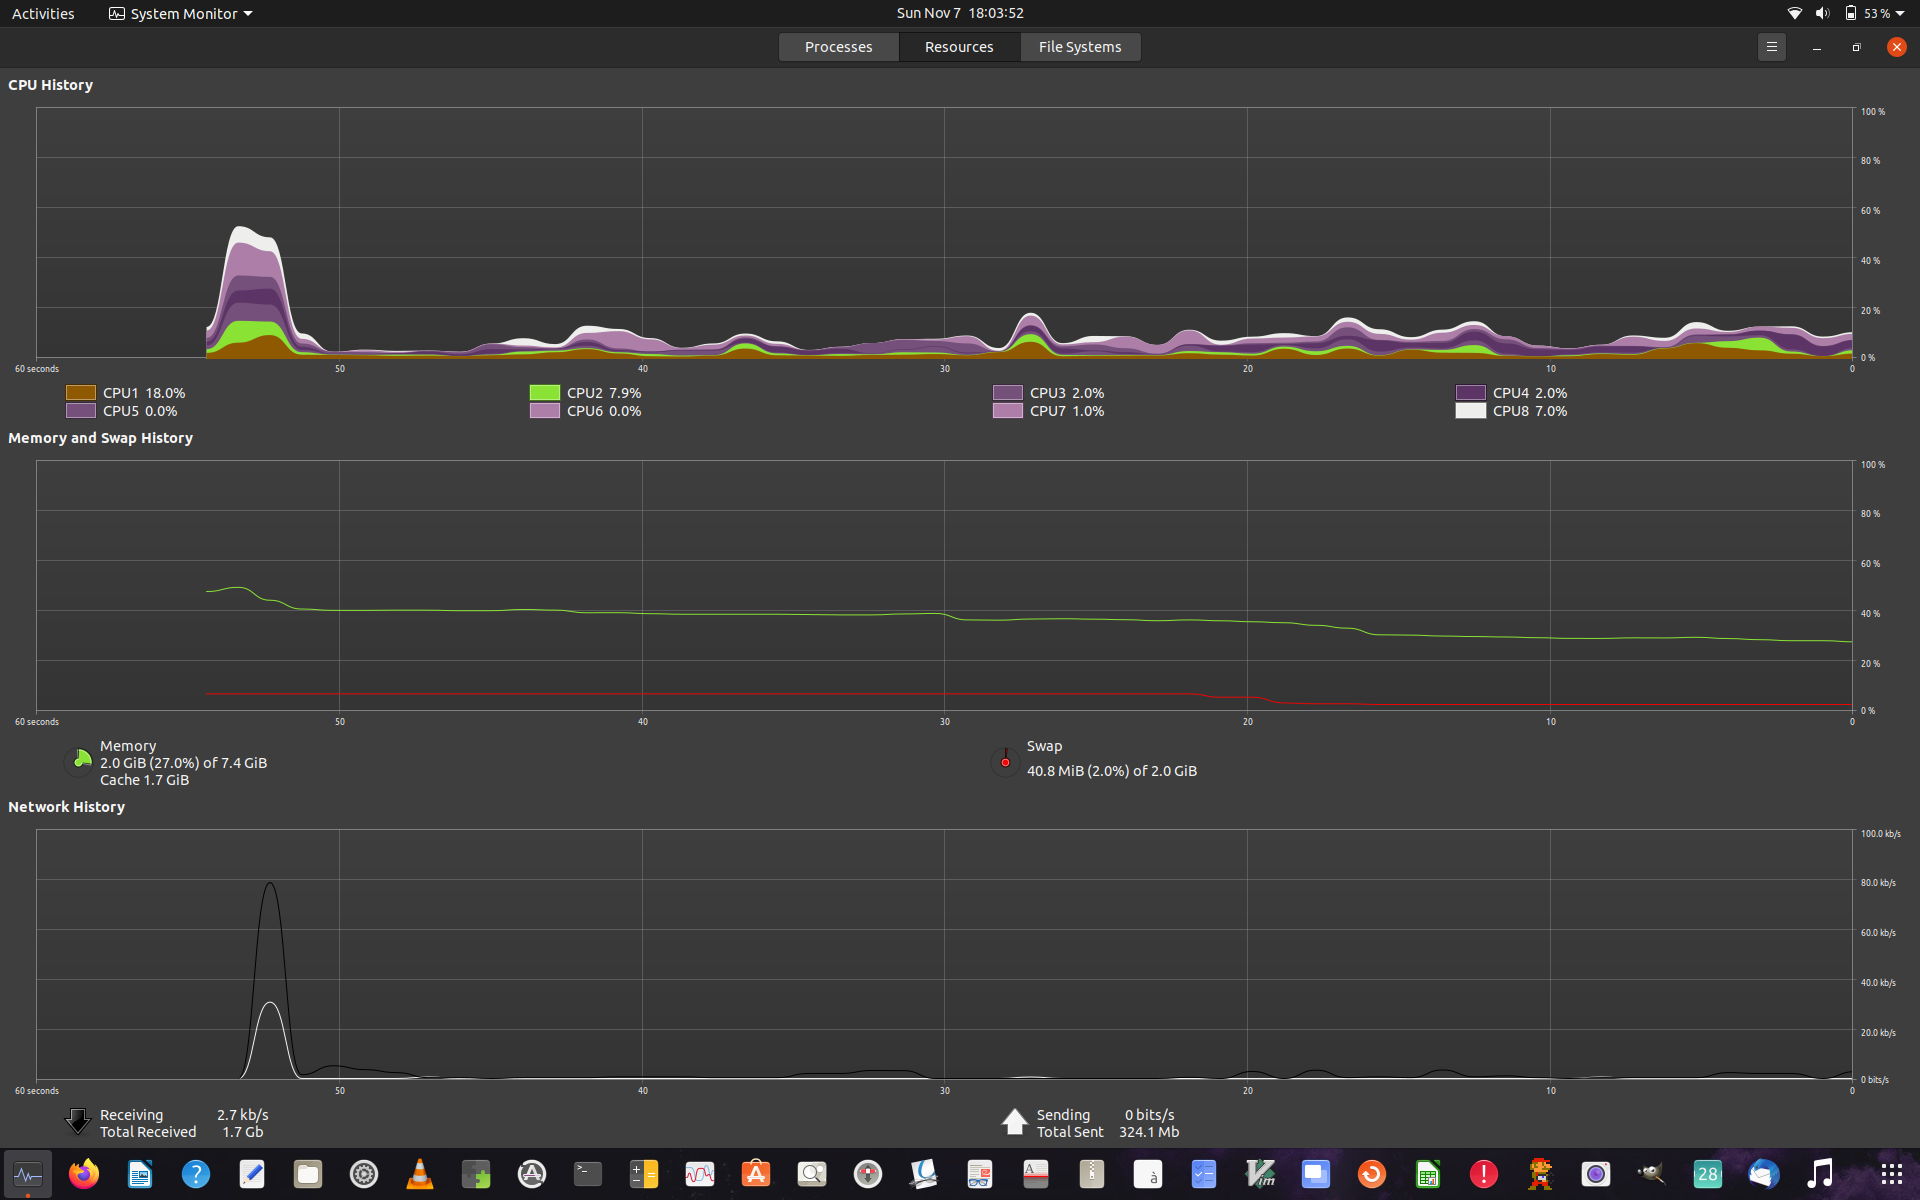 Activities System Monitor Sun Nov 7 18:03:52 53 %
Processes Resources File Systems
CPU History
100 %
80 %
60 %
40 %
20 %
0 %
60 seconds 50 40 30 20 10 0
CPU1 18.0% CPU2 7.9% CPU3 2.0% CPU4 2.0%
CPU5 0.0% CPU6 0.0% CPU7 1.0% CPU8 7.0%
Memory and Swap History
100 %
80 %
60 %
40 %
20 %
0 %
60 seconds 50 40 30 20 10 0
Memory
2.0 GiB (27.0%) of 7.4 GiB
Cache 1.7 GiB
Swap
40.8 MiB (2.0%) of 2.0 GiB
Network History
100.0 kb/s
80.0 kb/s
60.0 kb/s
40.0 kb/s
20.0 kb/s
0 bits/s
60 seconds 50 40 30 20 10 0
Receiving 2.7 kb/s Sending 0 bits/s
Total Received 1.7 Gb Total Sent 324.1 Mb
? >_ A à Vim ! 28